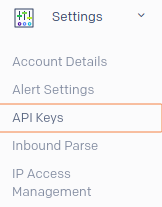 Settings
Account Details
Alert Settings
API Keys
Inbound Parse
IP Access
Management